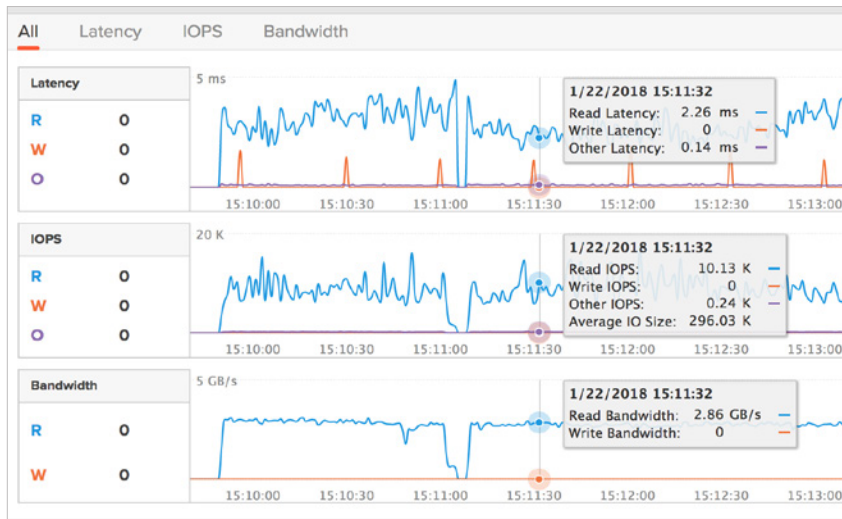 All Latency IOPS Bandwidth
Latency
R 0
W 0
O 0
5 ms
1/22/2018 15:11:32
Read Latency: 2.26 ms
Write Latency: 0
Other Latency: 0.14 ms
15:10:00 15:10:30 15:11:00 15:11:30 15:12:00 15:12:30 15:13:00
IOPS
R 0
W 0
O 0
20 K
1/22/2018 15:11:32
Read IOPS: 10.13 K
Write IOPS: 0
Other IOPS: 0.24 K
Average IO Size: 296.03 K
15:10:00 15:10:30 15:11:00 15:11:30 15:12:00 15:12:30 15:13:00
Bandwidth
R 0
W 0
5 GB/s
1/22/2018 15:11:32
Read Bandwidth: 2.86 GB/s
Write Bandwidth: 0
15:10:00 15:10:30 15:11:00 15:11:30 15:12:00 15:12:30 15:13:00